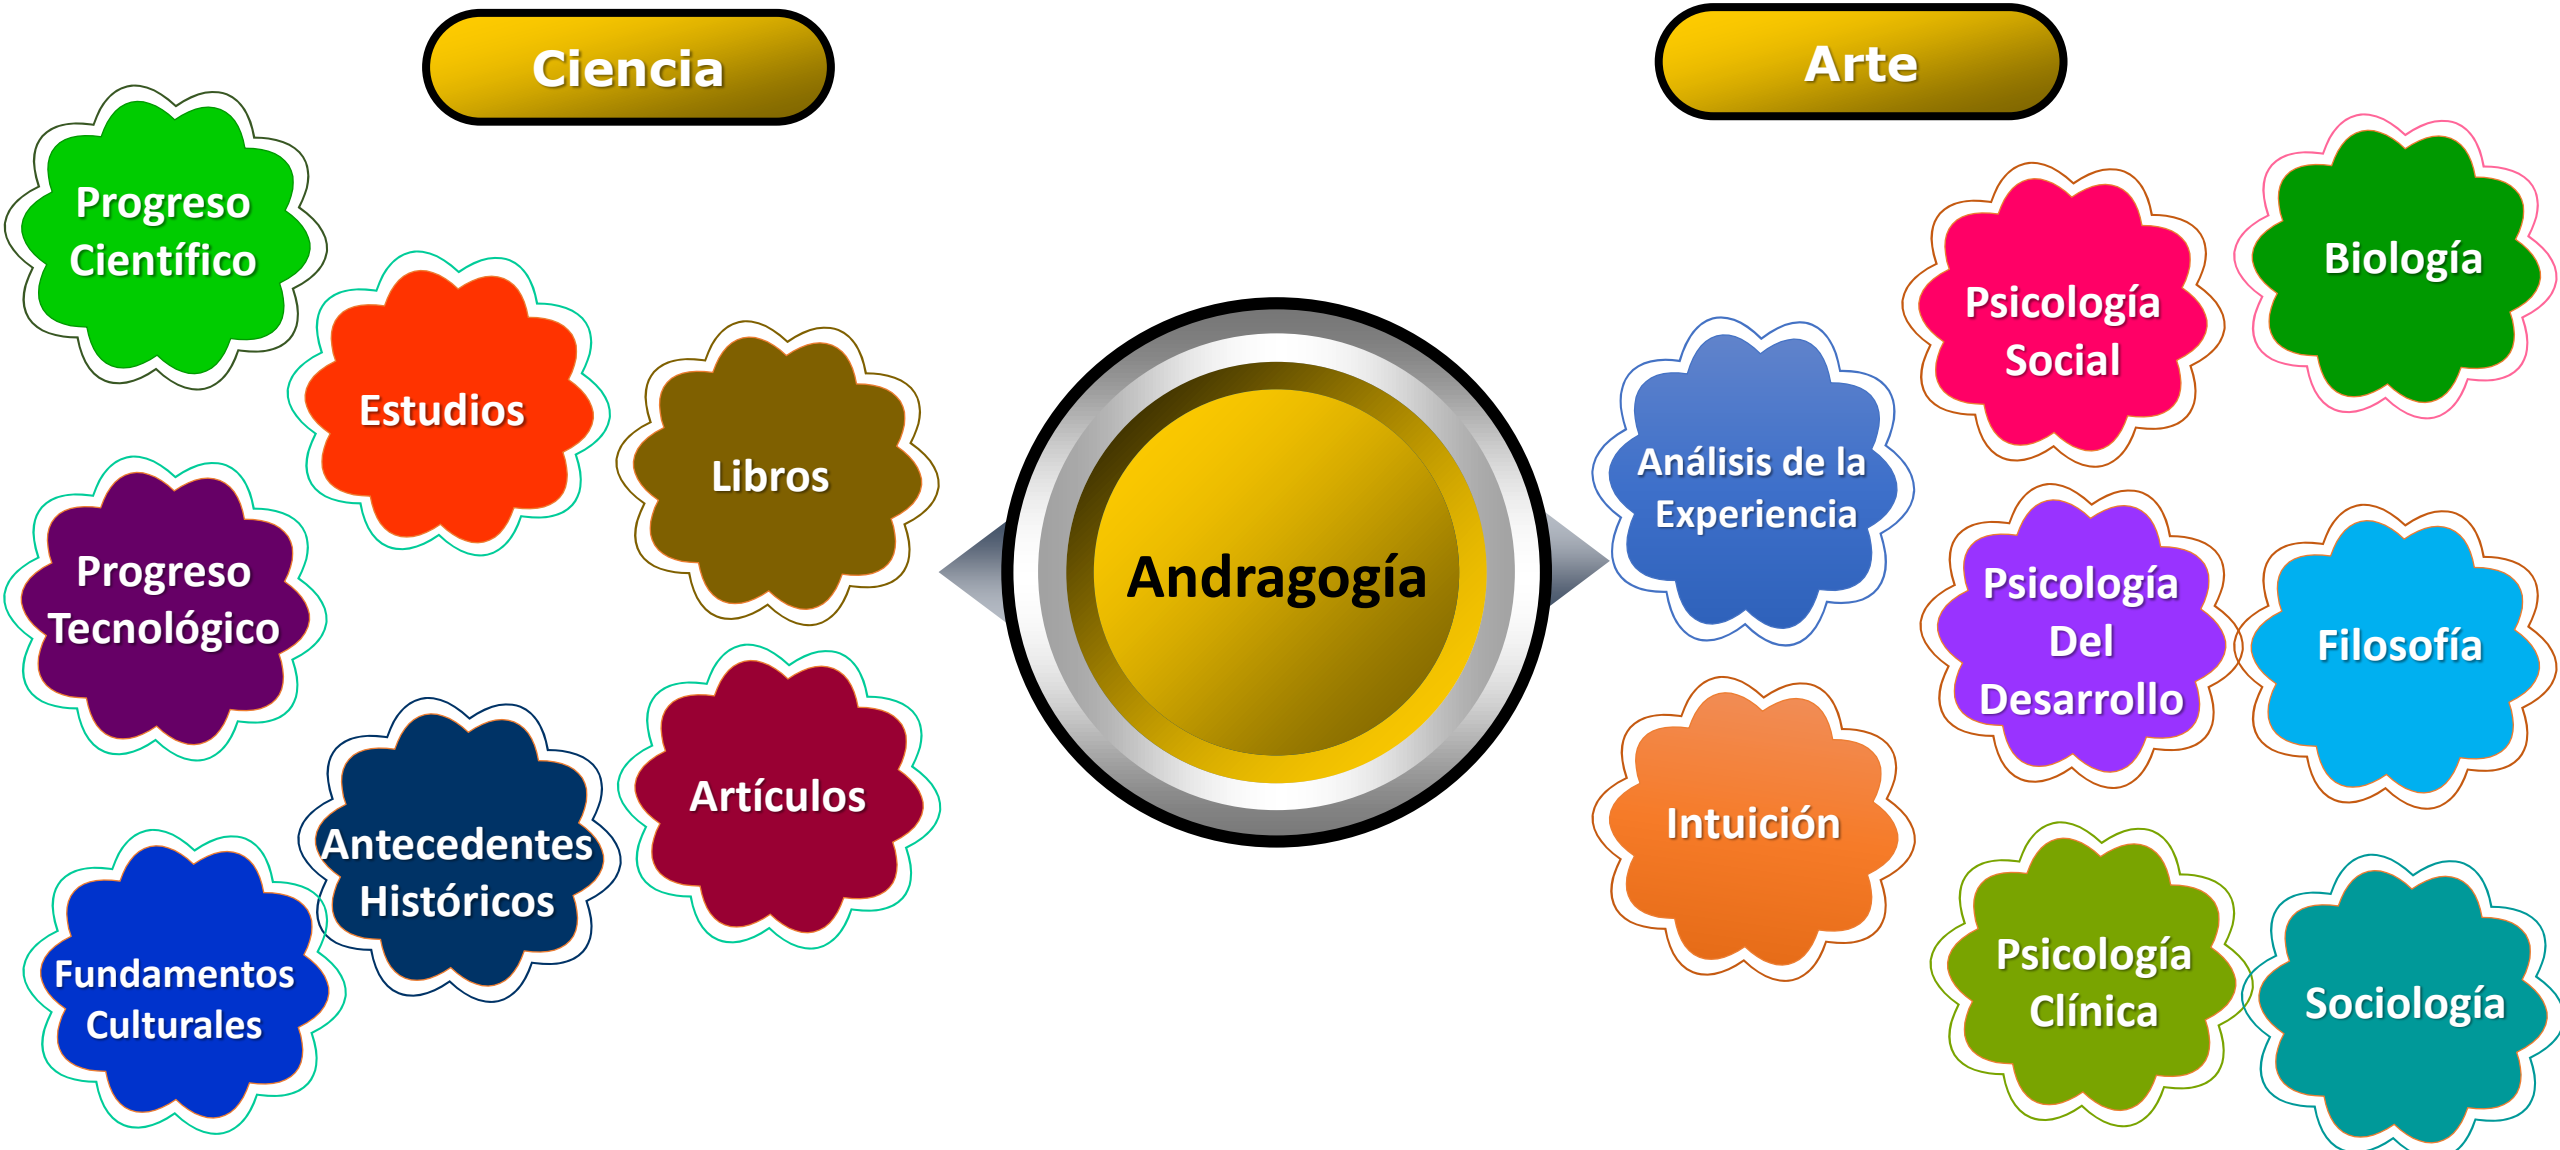 Ciencia
Arte
Progreso
Científico
Estudios
Libros
Progreso
Tecnológico
Antecedentes
Históricos
Artículos
Fundamentos
Culturales
Andragogía
Análisis de la
Experiencia
Psicología
Social
Biología
Intuición
Psicología
Del
Desarrollo
Filosofía
Psicología
Clínica
Sociología